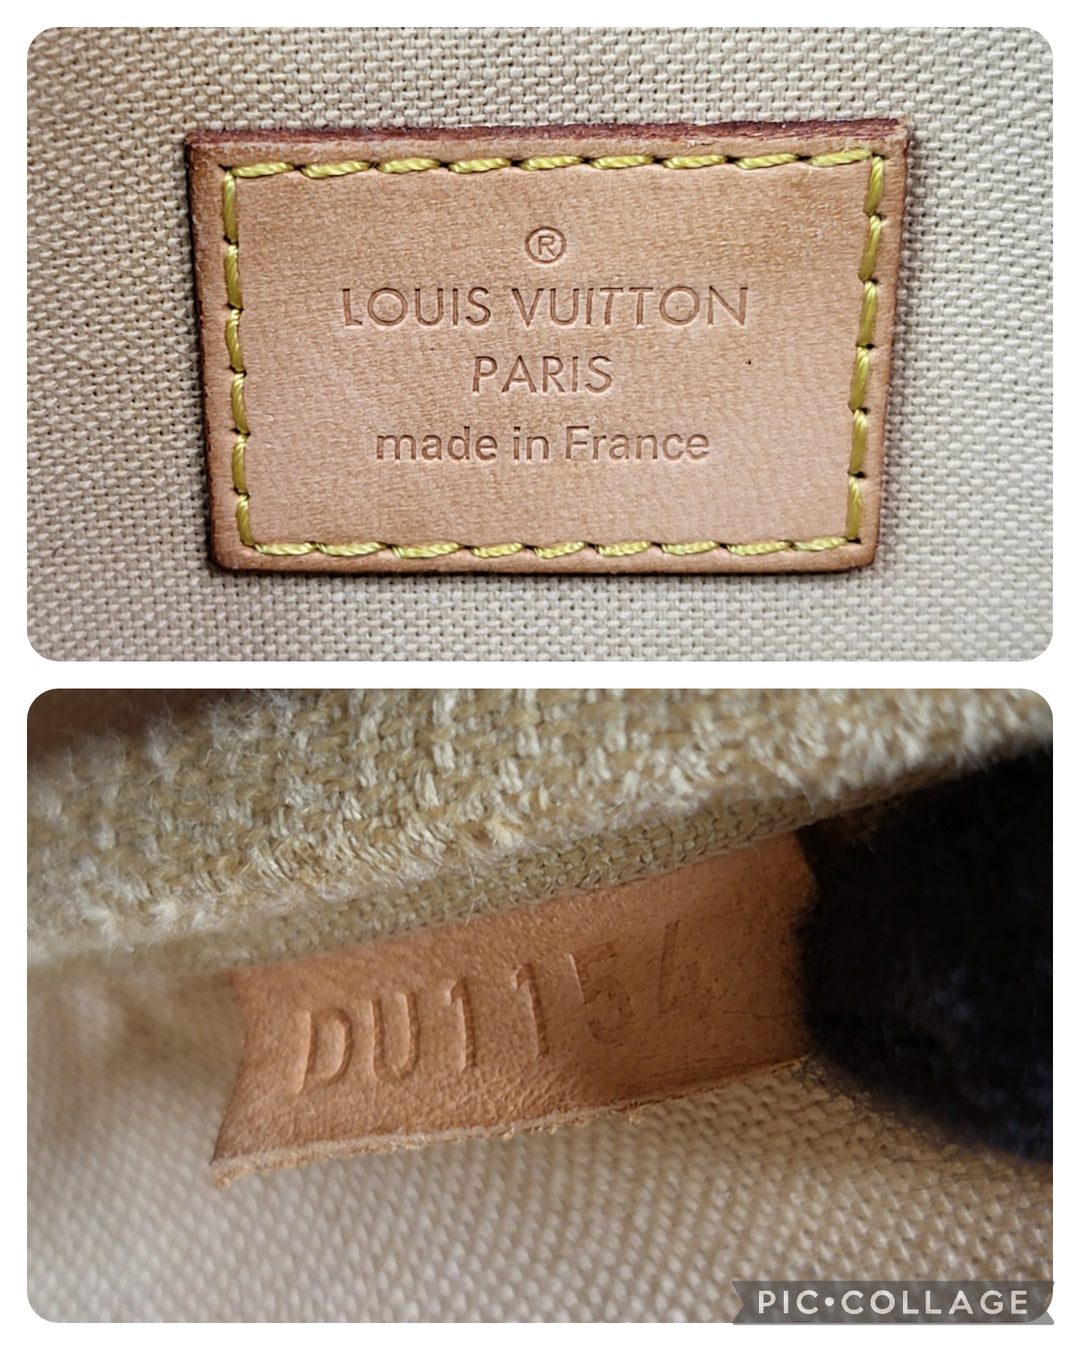 ®
LOUIS VUITTON
PARIS
made in France
DU1154
PIC•COLLAGE